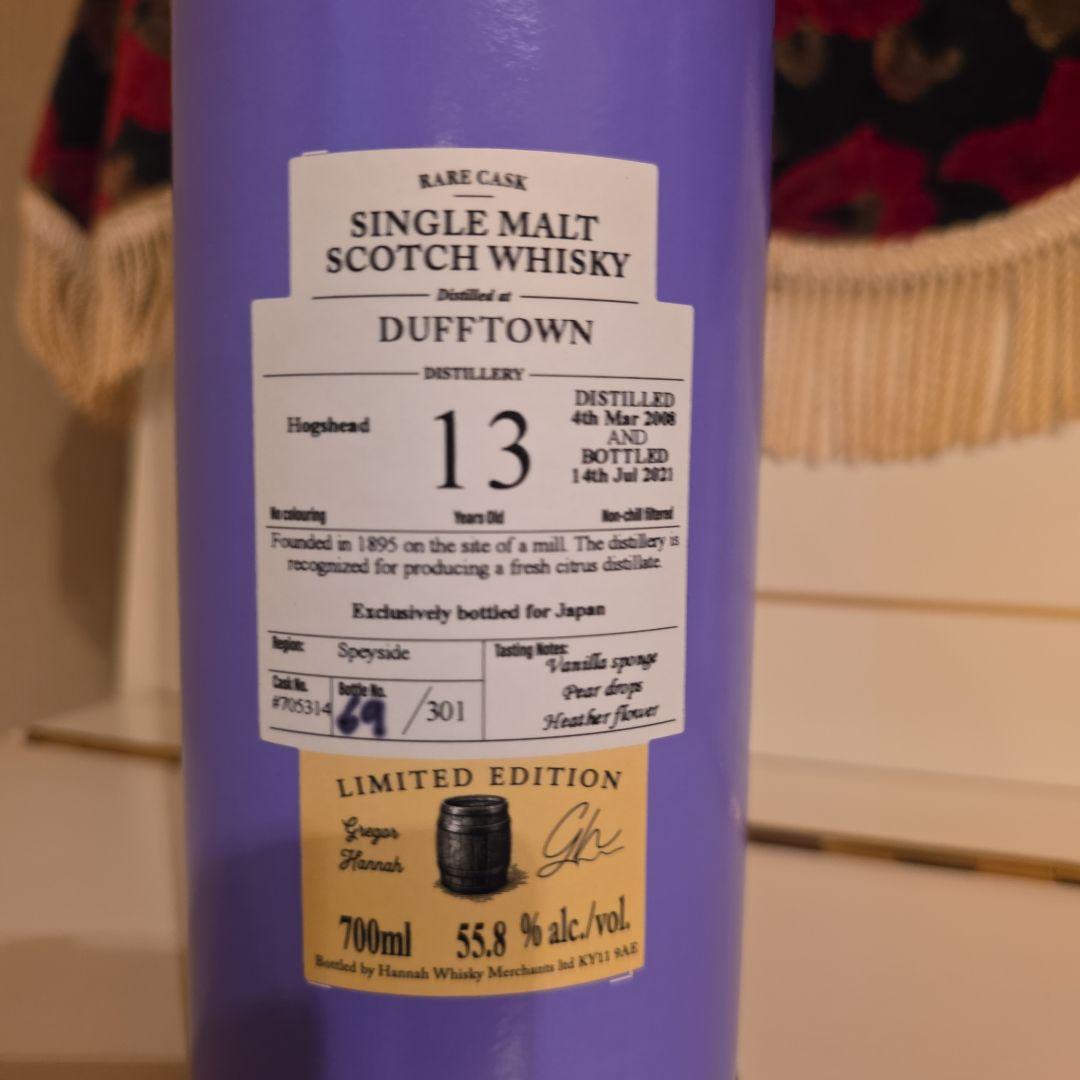 RARE CASK
SINGLE MALT
SCOTCH WHISKY
Distilled at
DUFFTOWN
DISTILLERY
Hogshead
13
Years Old
DISTILLED
4th Mar 2008
AND
BOTTLED
14th Jul 2021
No colouring
Non-chill filtered
Founded in 1895 on the site of a mill. The distillery is
recognized for producing a fresh citrus distillate.
Exclusively bottled for Japan
Region: Speyside
Cask No.
#705314
Bottle No.
69 /301
Tasting Notes:
Vanilla sponge
Pear drops
Heather flower
LIMITED EDITION
Gregor
Hannah
Gh
700ml 55.8 % alc./vol.
Bottled by Hannah Whisky Merchants ltd KY11 9AE